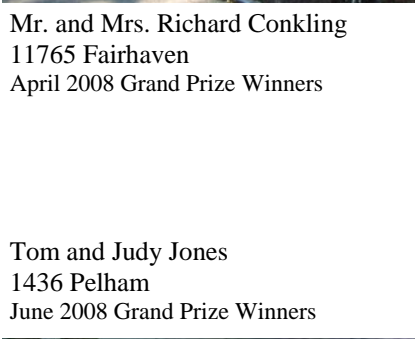 Mr. and Mrs. Richard Conkling
11765 Fairhaven
April 2008 Grand Prize Winners
Tom and Judy Jones
1436 Pelham
June 2008 Grand Prize Winners